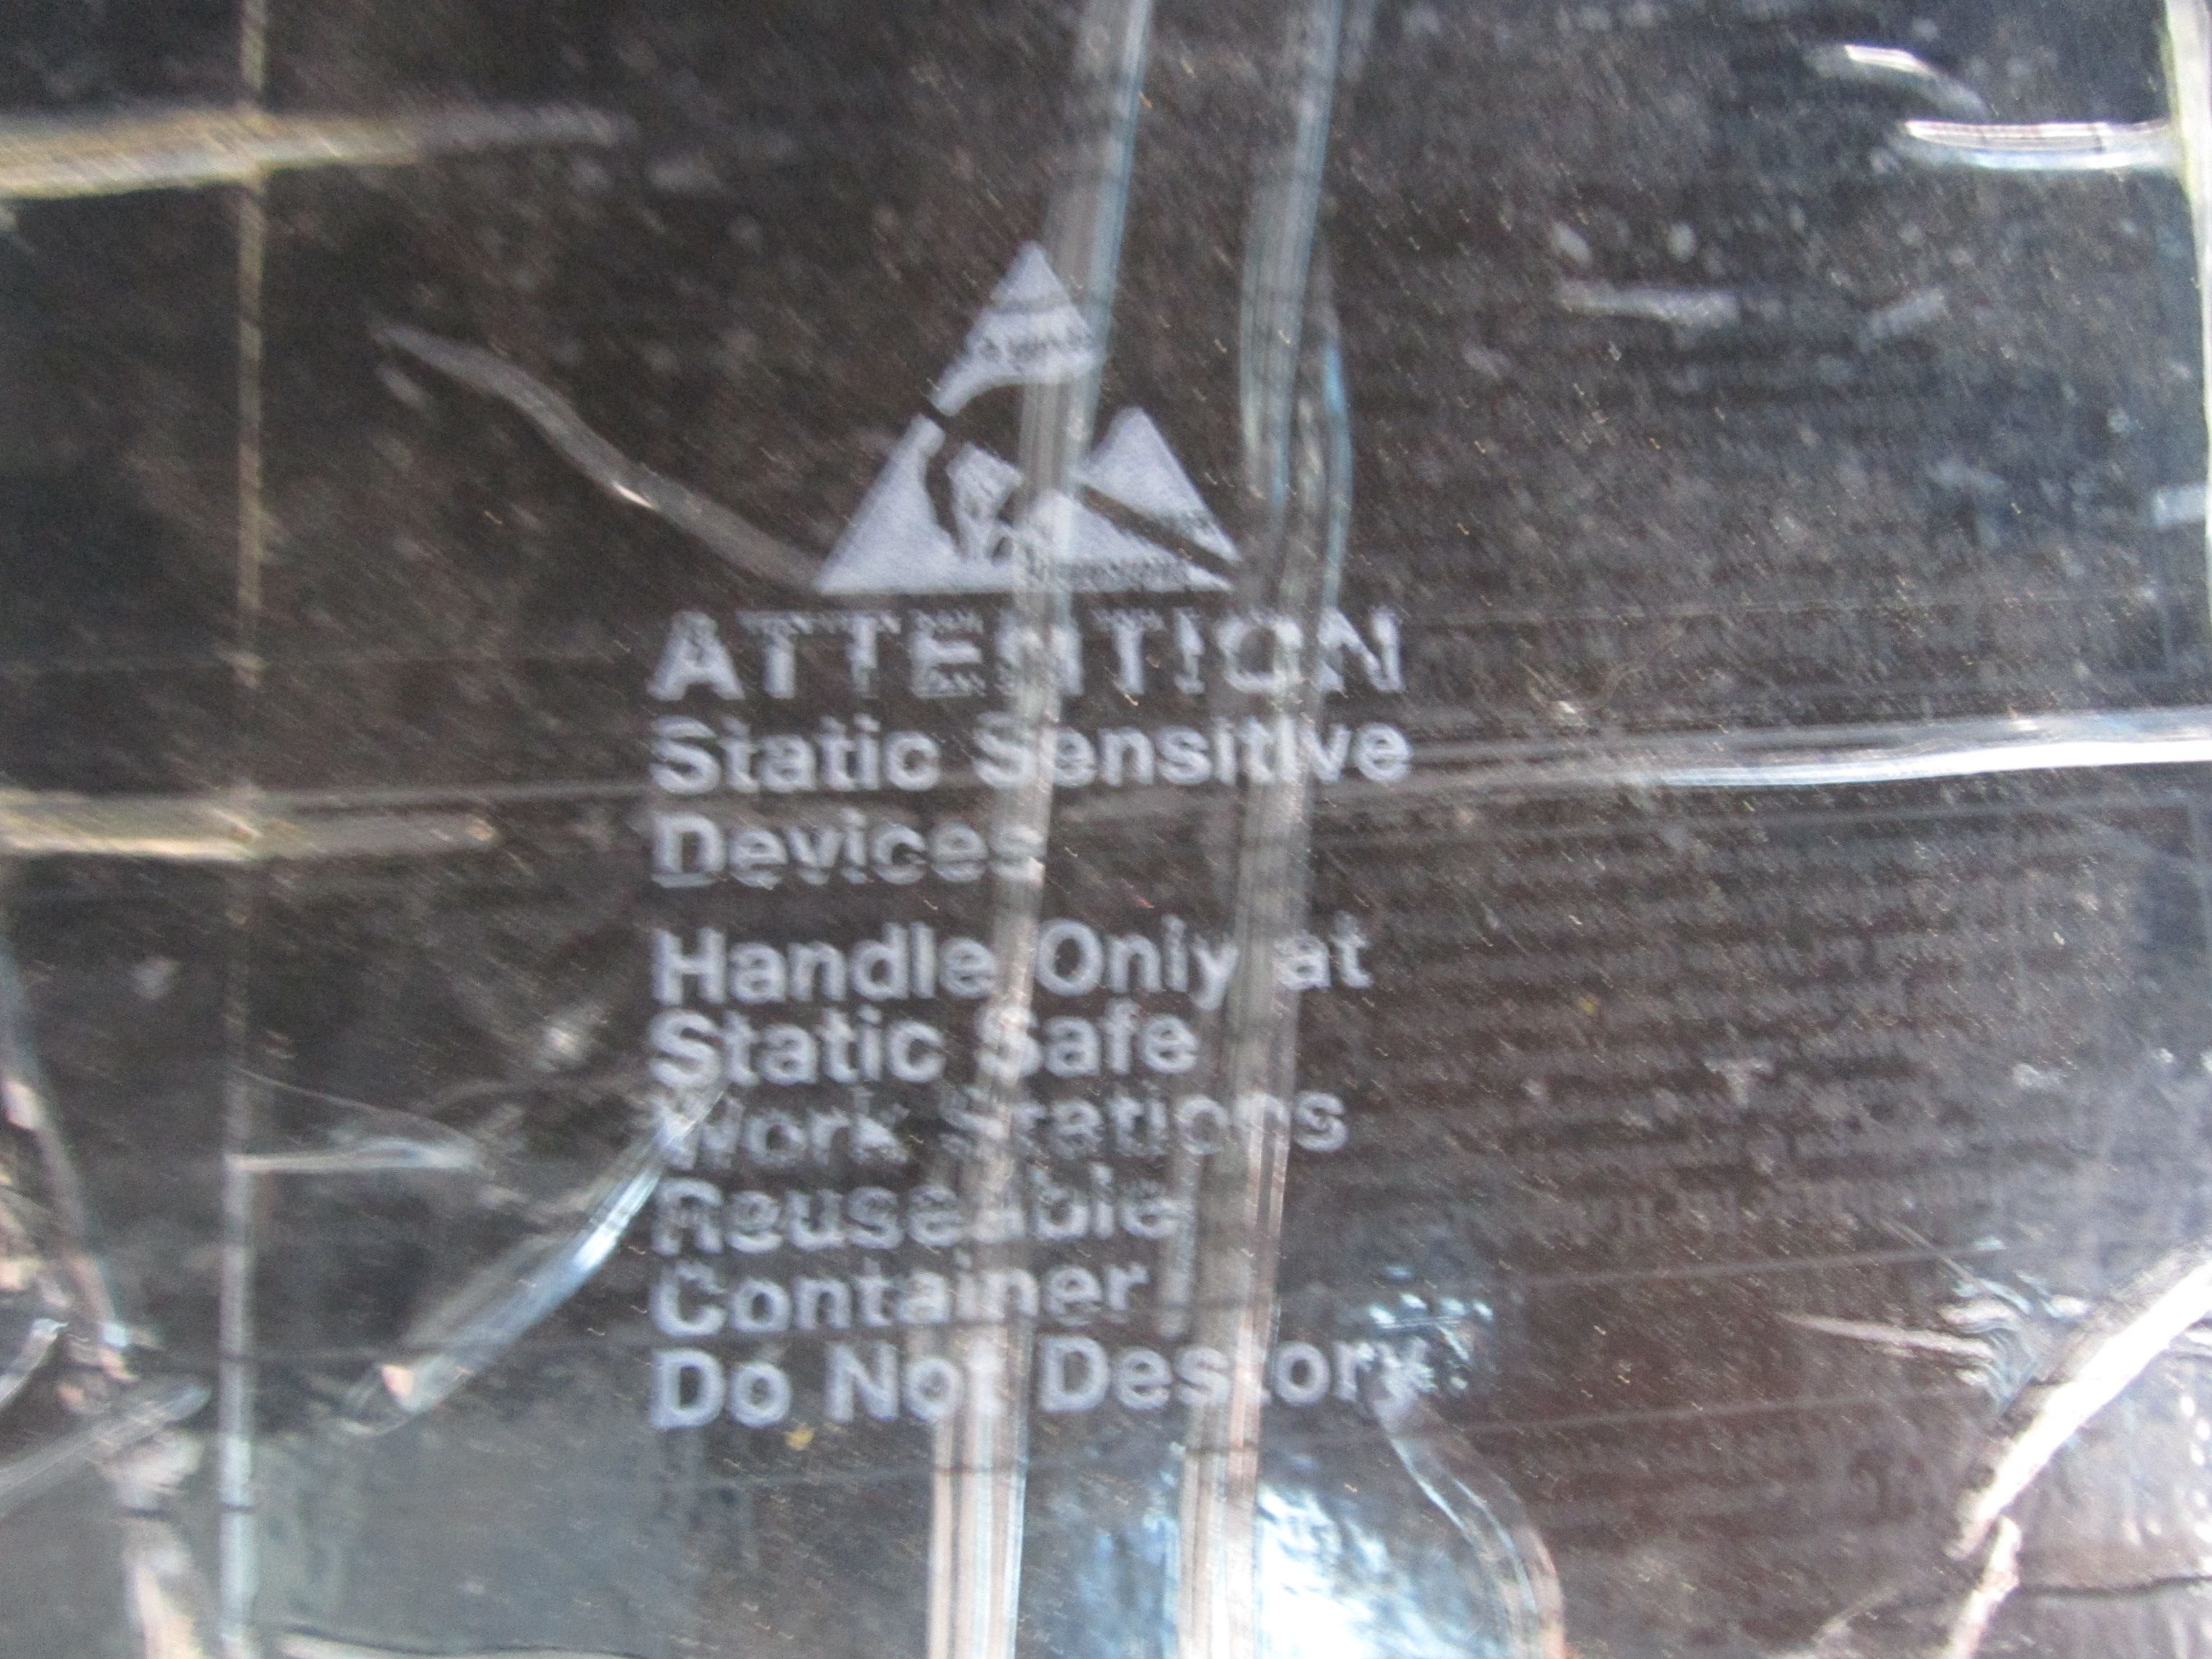 ATTENTION
Static Sensitive
Devices
Handle Only at
Static Safe
Work Stations
Reuseable
Container
Do Not Destory